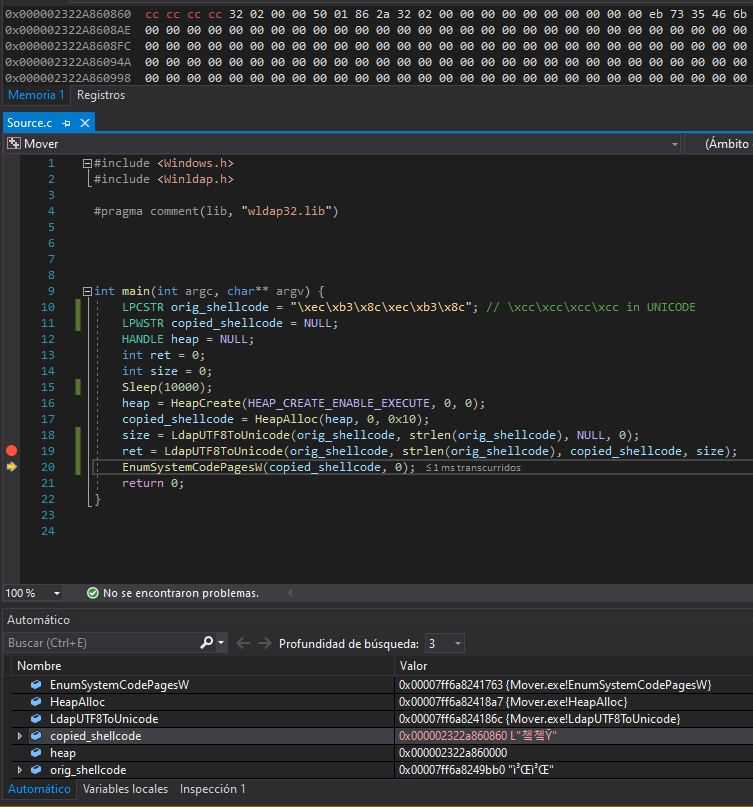 0x000002322A860860 cc cc cc cc 32 02 00 00 50 01 86 2a 32 02 00 00 00 00 00 00 00 00 00 00 eb 73 35 46 6b
0x000002322A8608AE 00 00 00 00 00 00 00 00 00 00 00 00 00 00 00 00 00 00 00 00 00 00 00 00 00 00 00 00 00
0x000002322A8608FC 00 00 00 00 00 00 00 00 00 00 00 00 00 00 00 00 00 00 00 00 00 00 00 00 00 00 00 00 00
0x000002322A86094A 00 00 00 00 00 00 00 00 00 00 00 00 00 00 00 00 00 00 00 00 00 00 00 00 00 00 00 00 00
0x000002322A860998 00 00 00 00 00 00 00 00 00 00 00 00 00 00 00 00 00 00 00 00 00 00 00 00 00 00 00 00 00
Memoria 1 Registros
Source.c
Mover (Ámbito
1 #include <Windows.h>
2 #include <Winldap.h>
3
4 #pragma comment(lib, "wldap32.lib")
5
6
7
8
9 int main(int argc, char** argv) {
10 LPCSTR orig_shellcode = "\xec\xb3\x8c\xec\xb3\x8c"; // \xcc\xcc\xcc\xcc in UNICODE
11 LPWSTR copied_shellcode = NULL;
12 HANDLE heap = NULL;
13 int ret = 0;
14 int size = 0;
15 Sleep(10000);
16 heap = HeapCreate(HEAP_CREATE_ENABLE_EXECUTE, 0, 0);
17 copied_shellcode = HeapAlloc(heap, 0, 0x10);
18 size = LdapUTF8ToUnicode(orig_shellcode, strlen(orig_shellcode), NULL, 0);
19 ret = LdapUTF8ToUnicode(orig_shellcode, strlen(orig_shellcode), copied_shellcode, size);
20 EnumSystemCodePagesW(copied_shellcode, 0); ≤ 1 ms transcurridos
21 return 0;
22 }
23
24
100 % No se encontraron problemas.
Automático
Buscar (Ctrl+E) Profundidad de búsqueda: 3
Nombre Valor
EnumSystemCodePagesW 0x00007ff6a8241763 {Mover.exe!EnumSystemCodePagesW}
HeapAlloc 0x00007ff6a82418a7 {Mover.exe!HeapAlloc}
LdapUTF8ToUnicode 0x00007ff6a824186c {Mover.exe!LdapUTF8ToUnicode}
copied_shellcode 0x000002322a860860 L"쳌쳌Ȳ"
heap 0x000002322a860000
orig_shellcode 0x00007ff6a8249bb0 "ì³Œì³Œ"
Automático Variables locales Inspección 1